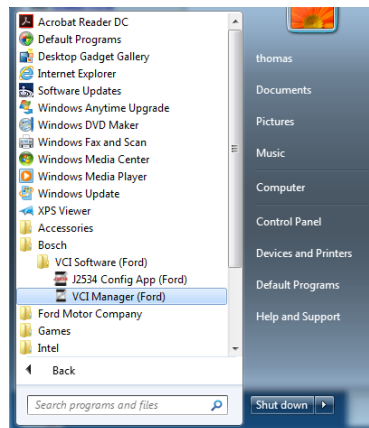 Acrobat Reader DC
Default Programs
Desktop Gadget Gallery
Internet Explorer
Software Updates
Windows Anytime Upgrade
Windows DVD Maker
Windows Fax and Scan
Windows Media Center
Windows Media Player
Windows Update
XPS Viewer
Accessories
Bosch
VCI Software (Ford)
J2534 Config App (Ford)
VCI Manager (Ford)
Ford Motor Company
Games
Intel
Back
Search programs and files
thomas
Documents
Pictures
Music
Computer
Control Panel
Devices and Printers
Default Programs
Help and Support
Shut down